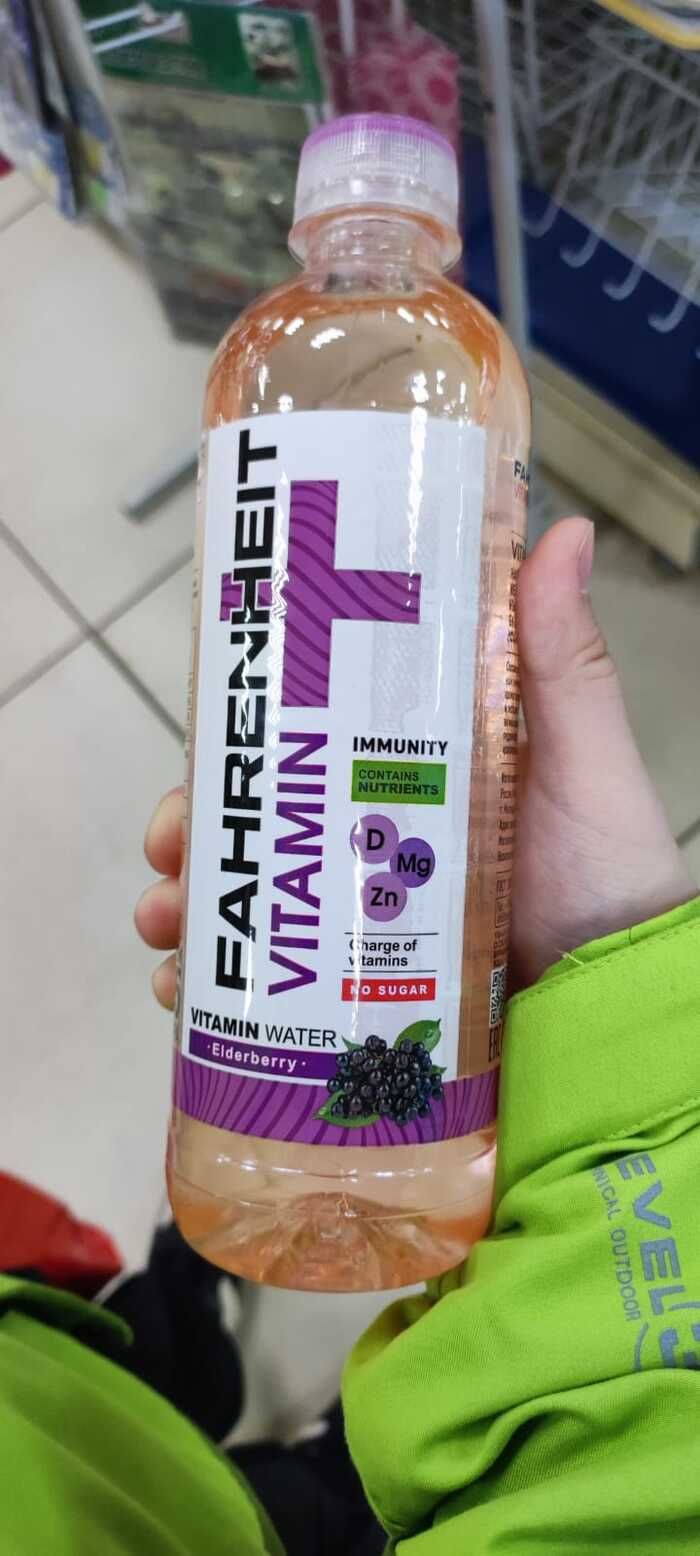 FAHRENHEIT
VITAMIN
IMMUNITY
CONTAINS
NUTRIENTS
D
Mg
Zn
Charge of
vitamins
NO SUGAR
VITAMIN WATER
·Elderberry·
EVEL
NICAL OUTDOOR